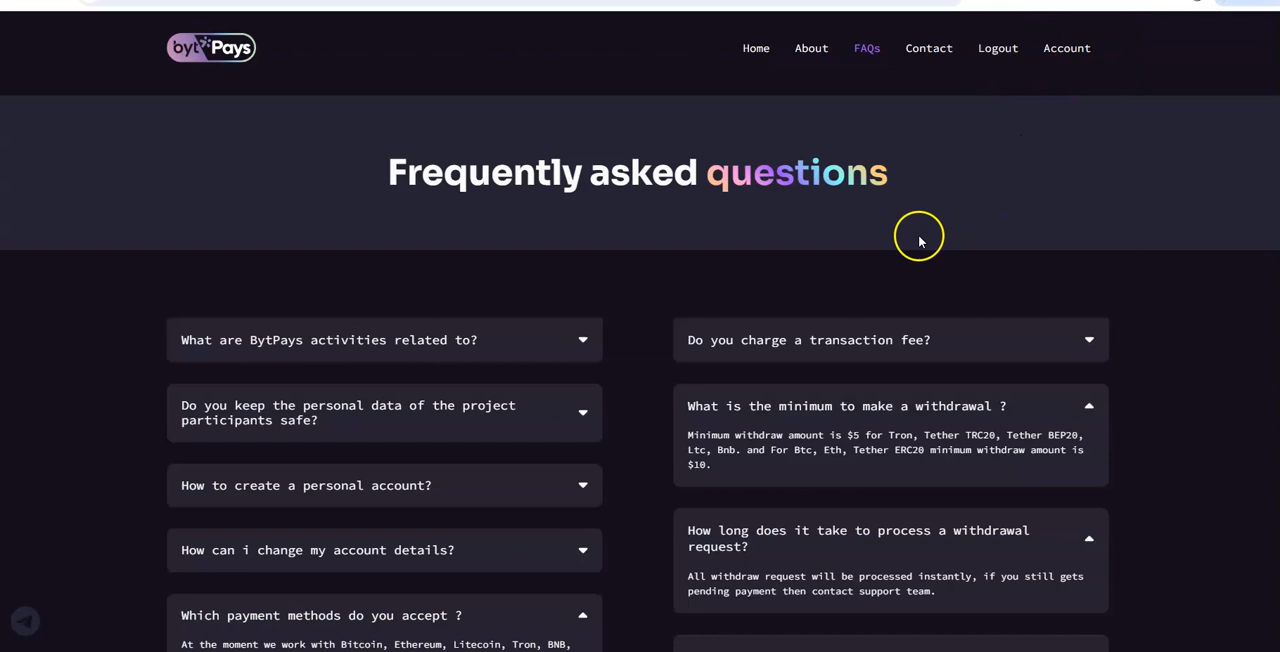 bytPays
Home About FAQs Contact Logout Account
Frequently asked questions
What are BytPays activities related to?
Do you keep the personal data of the project
participants safe?
How to create a personal account?
How can i change my account details?
Which payment methods do you accept ?
At the moment we work with Bitcoin, Ethereum, Litecoin, Tron, BNB,
Do you charge a transaction fee?
What is the minimum to make a withdrawal ?
Minimum withdraw amount is $5 for Tron, Tether TRC20, Tether BEP20,
Ltc, Bnb. and For Btc, Eth, Tether ERC20 minimum withdraw amount is
$10.
How long does it take to process a withdrawal
request?
All withdraw request will be processed instantly, if you still gets
pending payment then contact support team.